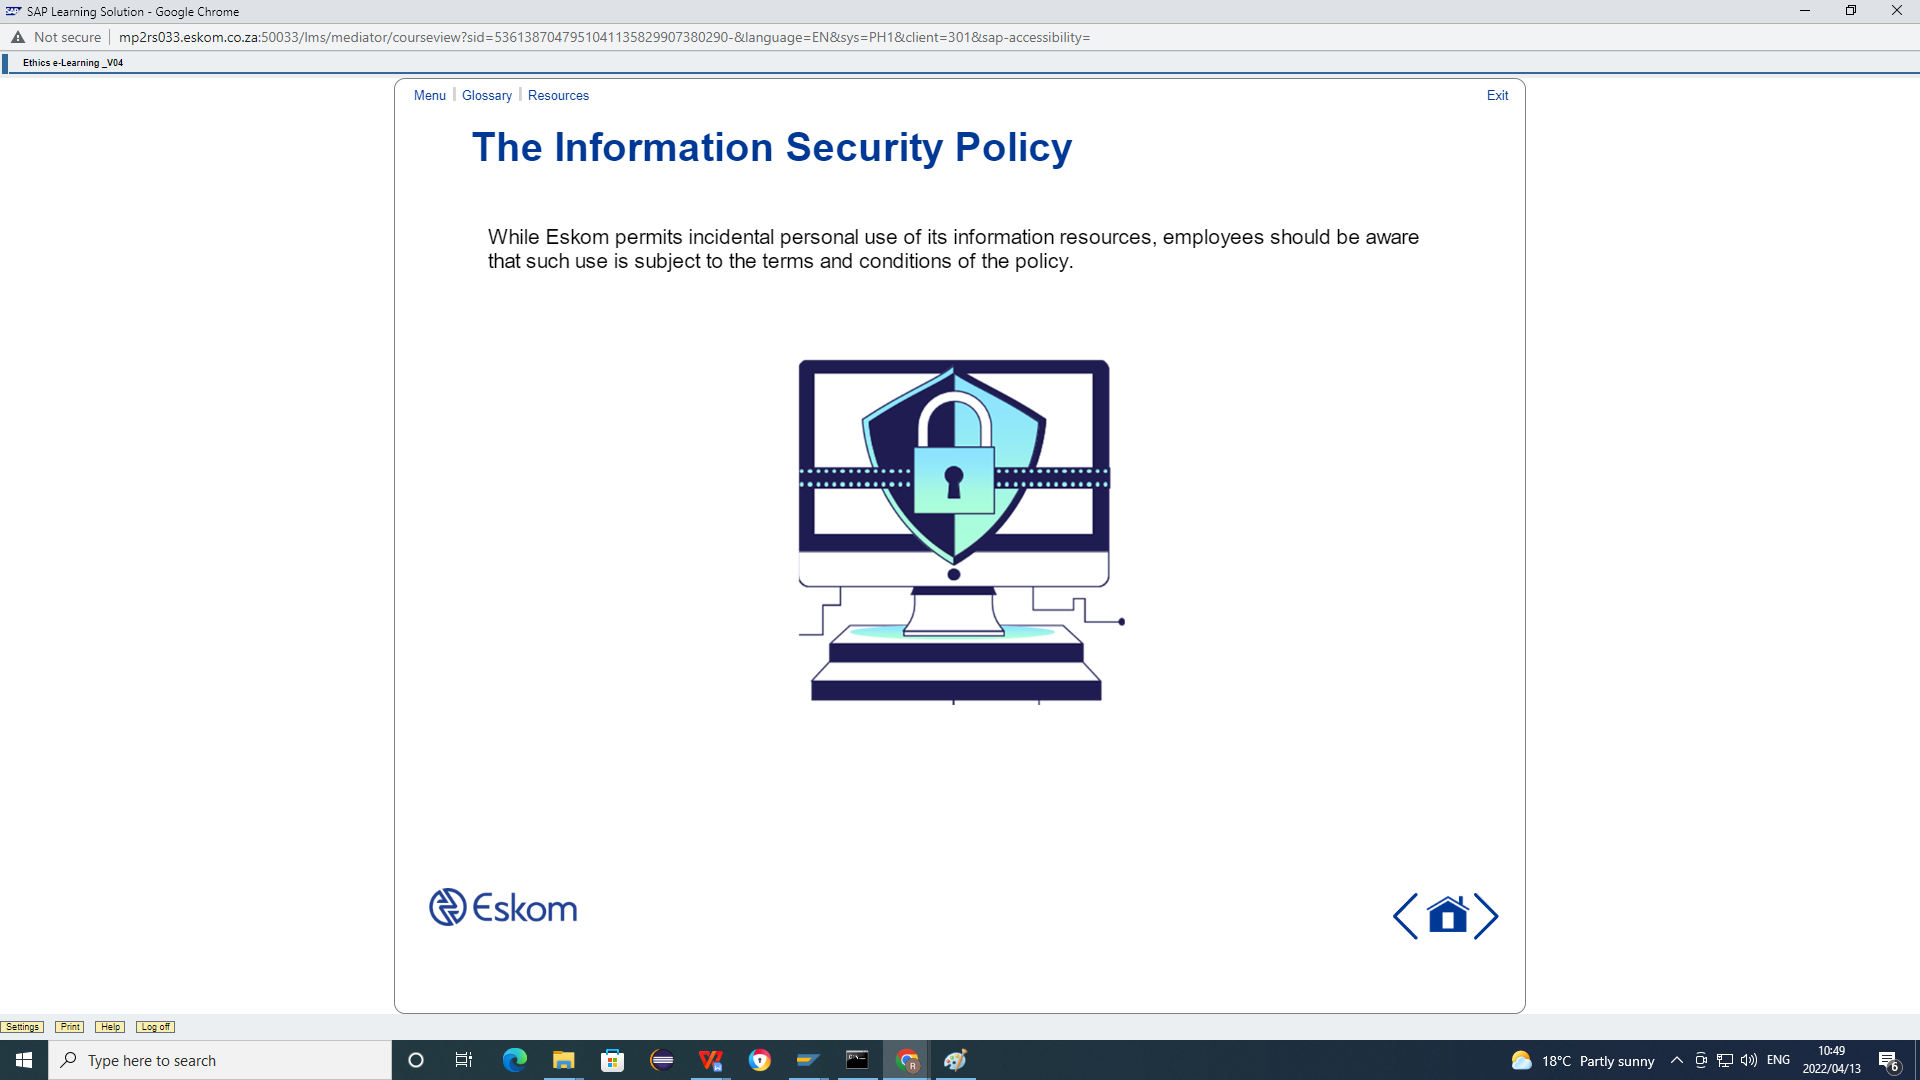 SAP Learning Solution - Google Chrome
Not secure
mp2rs033.eskom.co.za:50033/lms/mediator/courseview?sid=5361387047951041135829907380290-&language=EN&sys=PH1&client=301&sap-accessibility=
Ethics e-Learning _V04
Menu
Glossary
Resources
Exit
The Information Security Policy
While Eskom permits incidental personal use of its information resources, employees should be aware
that such use is subject to the terms and conditions of the policy.
Eskom
Settings
Print
Help
Log off
Type here to search
18°C Partly sunny
ENG
10:49
2022/04/13
6